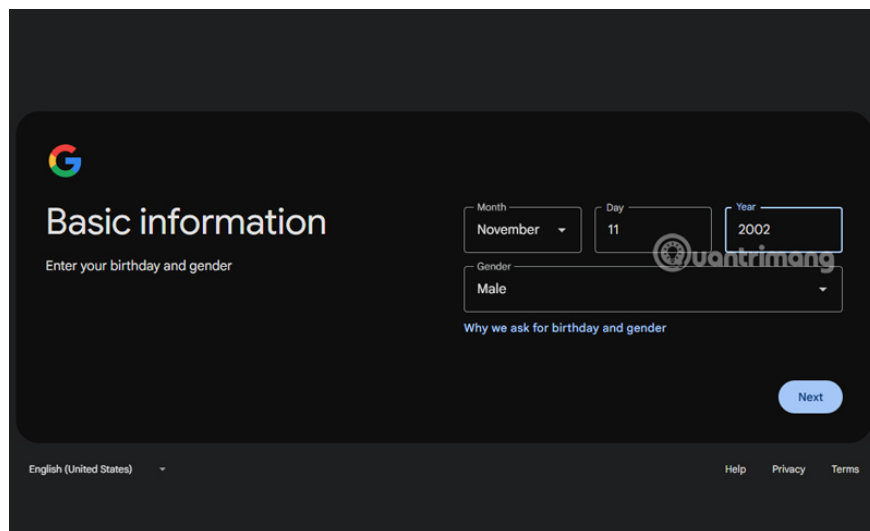 Basic information
Enter your birthday and gender
Month
November
Day
11
Year
2002
Quantrimang
Gender
Male
Why we ask for birthday and gender
Next
English (United States)
Help Privacy Terms